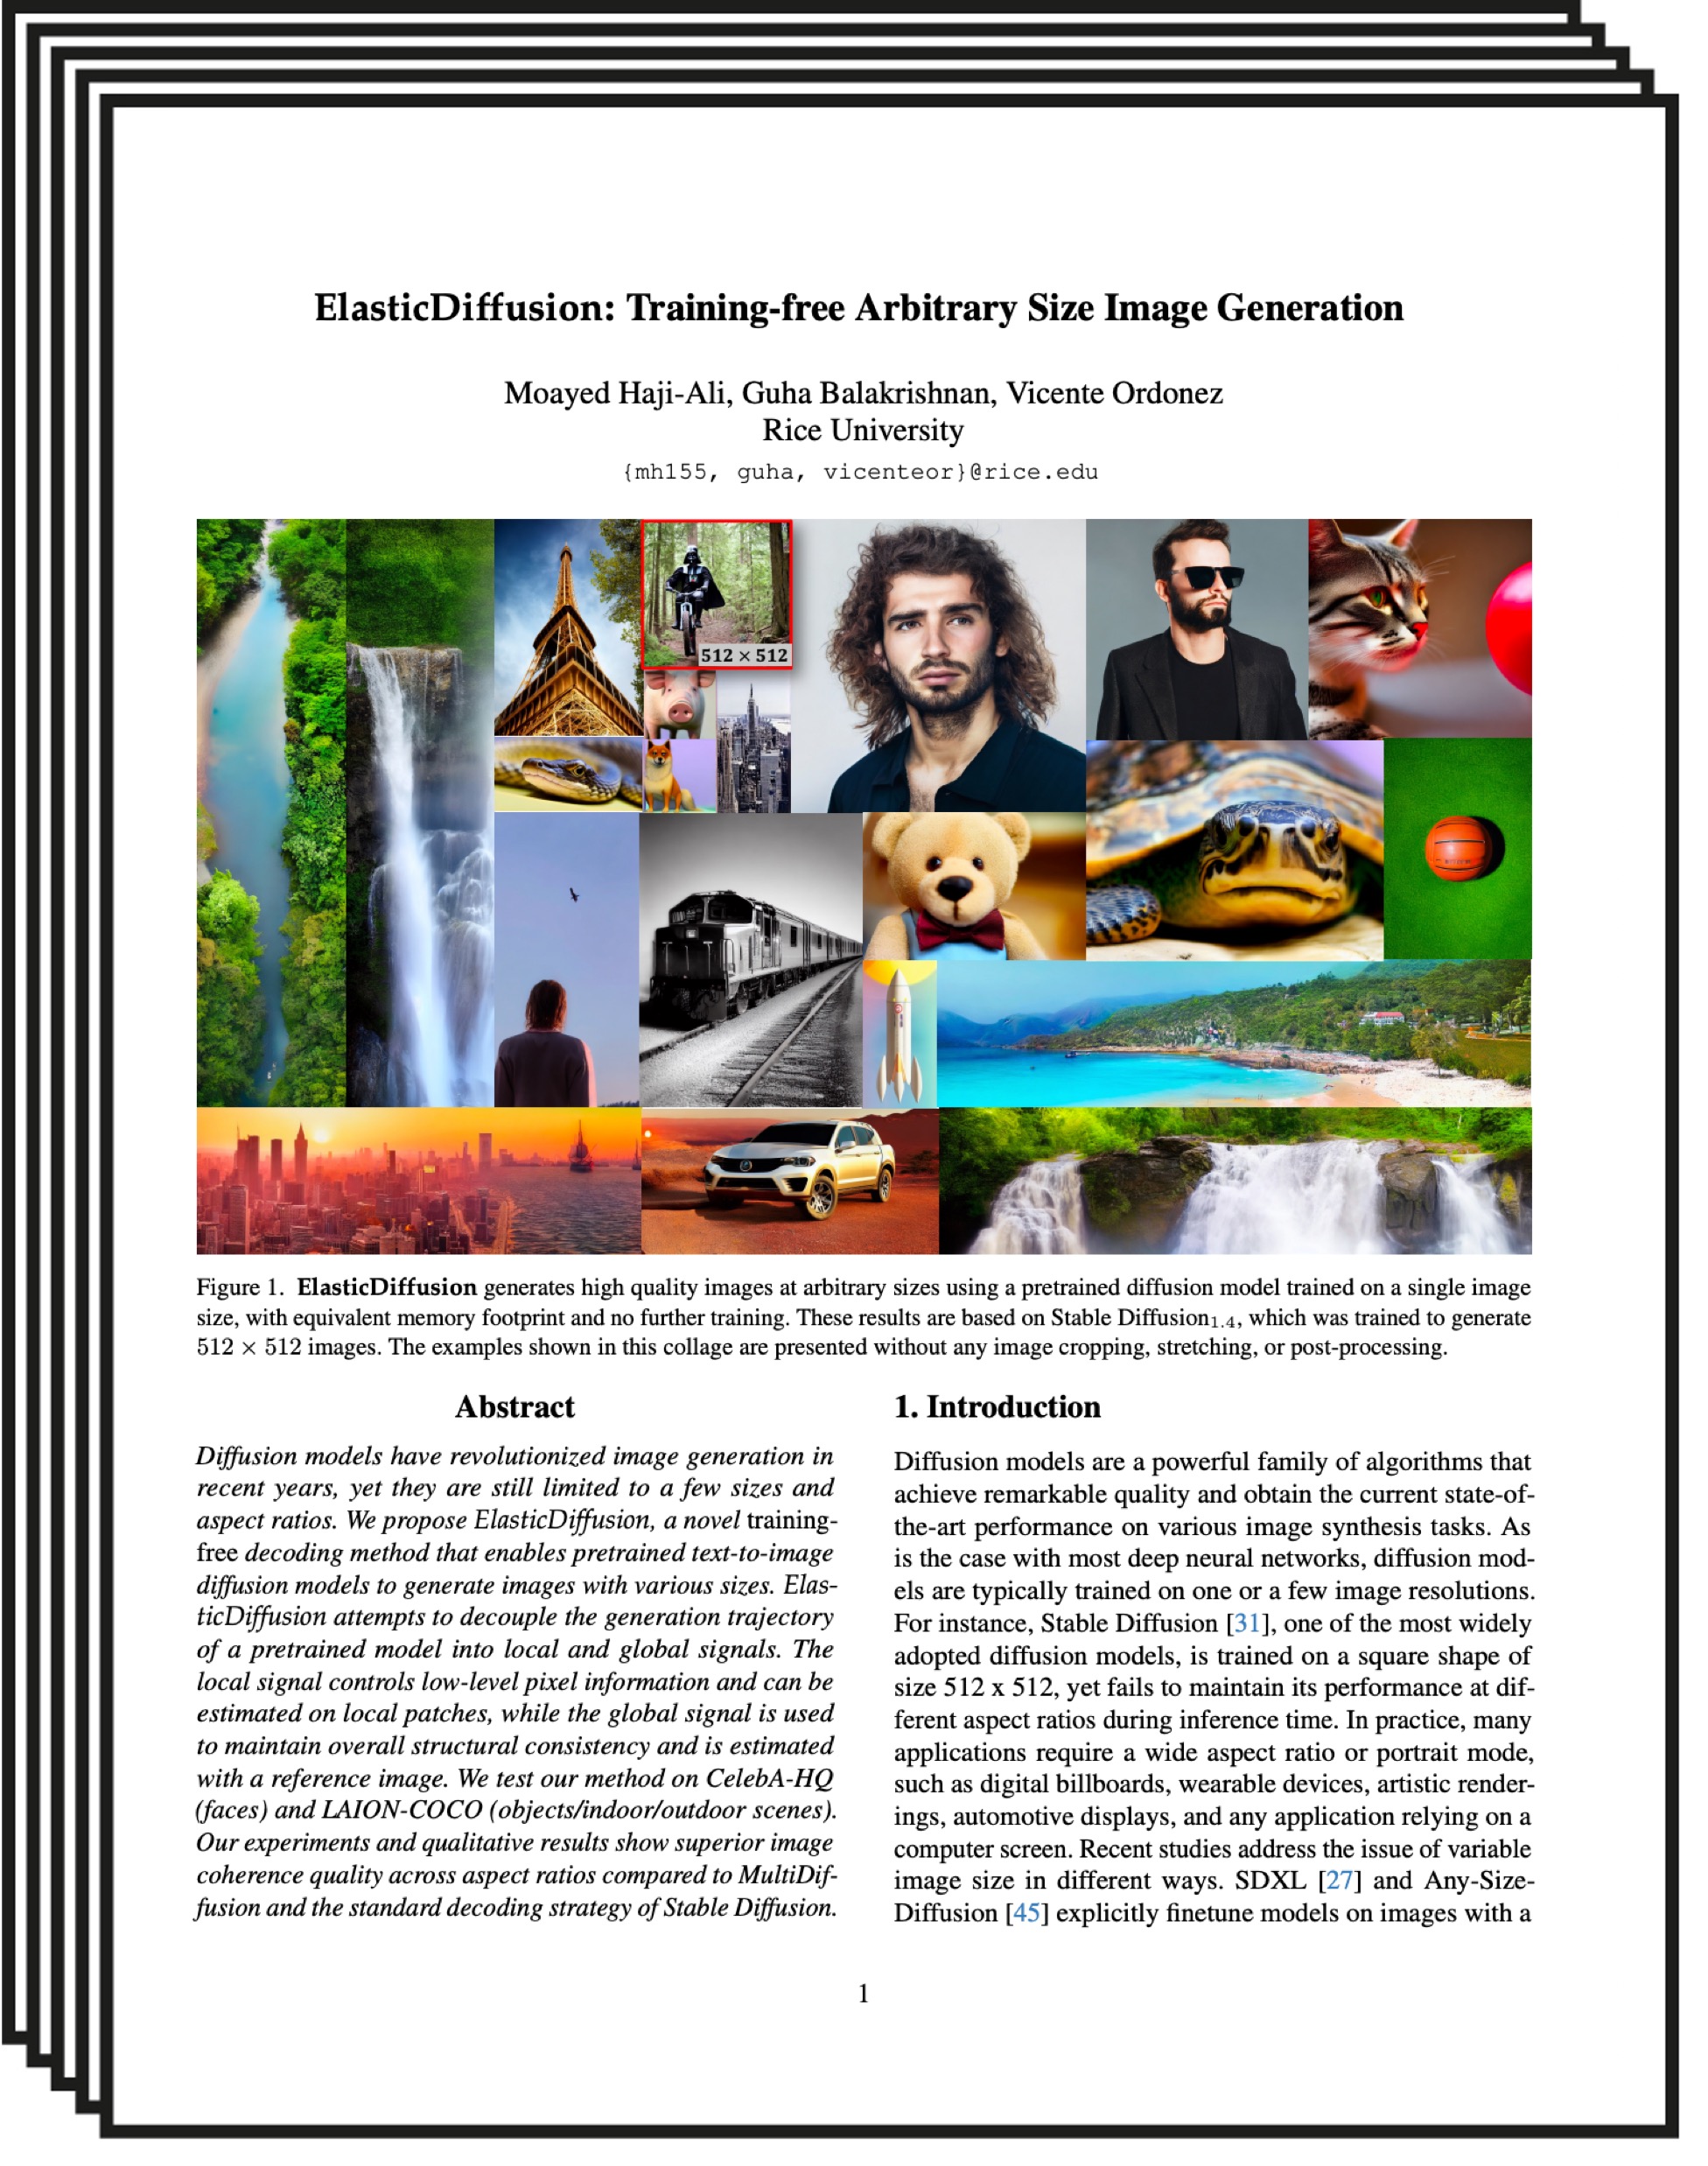 ElasticDiffusion: Training-free Arbitrary Size Image Generation
Moayed Haji-Ali, Guha Balakrishnan, Vicente Ordonez
Rice University
{mh155, guha, vicenteor}@rice.edu
512 × 512
Figure 1. ElasticDiffusion generates high quality images at arbitrary sizes using a pretrained diffusion model trained on a single image
size, with equivalent memory footprint and no further training. These results are based on Stable Diffusion1.4, which was trained to generate
512 × 512 images. The examples shown in this collage are presented without any image cropping, stretching, or post-processing.
Abstract
Diffusion models have revolutionized image generation in
recent years, yet they are still limited to a few sizes and
aspect ratios. We propose ElasticDiffusion, a novel training-
free decoding method that enables pretrained text-to-image
diffusion models to generate images with various sizes. Elas-
ticDiffusion attempts to decouple the generation trajectory
of a pretrained model into local and global signals. The
local signal controls low-level pixel information and can be
estimated on local patches, while the global signal is used
to maintain overall structural consistency and is estimated
with a reference image. We test our method on CelebA-HQ
(faces) and LAION-COCO (objects/indoor/outdoor scenes).
Our experiments and qualitative results show superior image
coherence quality across aspect ratios compared to MultiDif-
fusion and the standard decoding strategy of Stable Diffusion.
1. Introduction
Diffusion models are a powerful family of algorithms that
achieve remarkable quality and obtain the current state-of-
the-art performance on various image synthesis tasks. As
is the case with most deep neural networks, diffusion mod-
els are typically trained on one or a few image resolutions.
For instance, Stable Diffusion [31], one of the most widely
adopted diffusion models, is trained on a square shape of
size 512 x 512, yet fails to maintain its performance at dif-
ferent aspect ratios during inference time. In practice, many
applications require a wide aspect ratio or portrait mode,
such as digital billboards, wearable devices, artistic render-
ings, automotive displays, and any application relying on a
computer screen. Recent studies address the issue of variable
image size in different ways. SDXL [27] and Any-Size-
Diffusion [45] explicitly finetune models on images with a
1